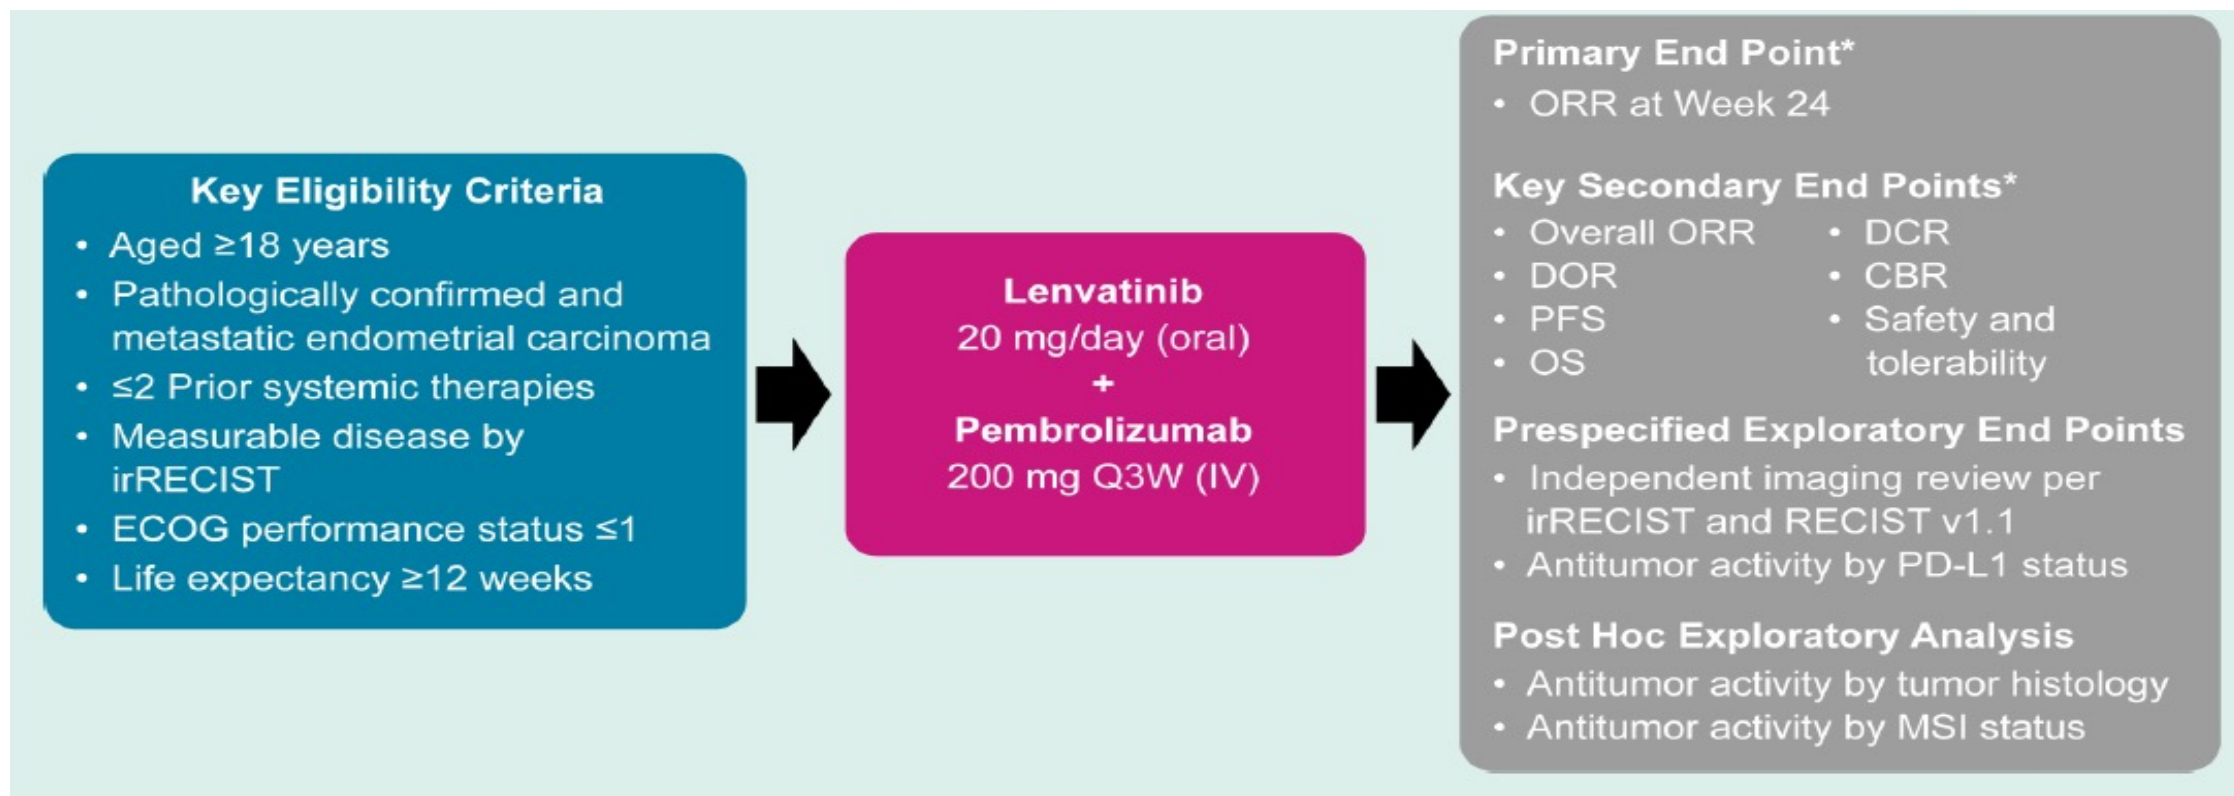 Key Eligibility Criteria
• Aged ≥18 years
• Pathologically confirmed and
metastatic endometrial carcinoma
• ≤2 Prior systemic therapies
• Measurable disease by
irRECIST
• ECOG performance status ≤1
• Life expectancy ≥12 weeks
Lenvatinib
20 mg/day (oral)
+
Pembrolizumab
200 mg Q3W (IV)
Primary End Point*
• ORR at Week 24
Key Secondary End Points*
• Overall ORR
• DOR
• PFS
• OS
• DCR
• CBR
• Safety and
tolerability
Prespecified Exploratory End Points
• Independent imaging review per
irRECIST and RECIST v1.1
• Antitumor activity by PD-L1 status
Post Hoc Exploratory Analysis
• Antitumor activity by tumor histology
• Antitumor activity by MSI status